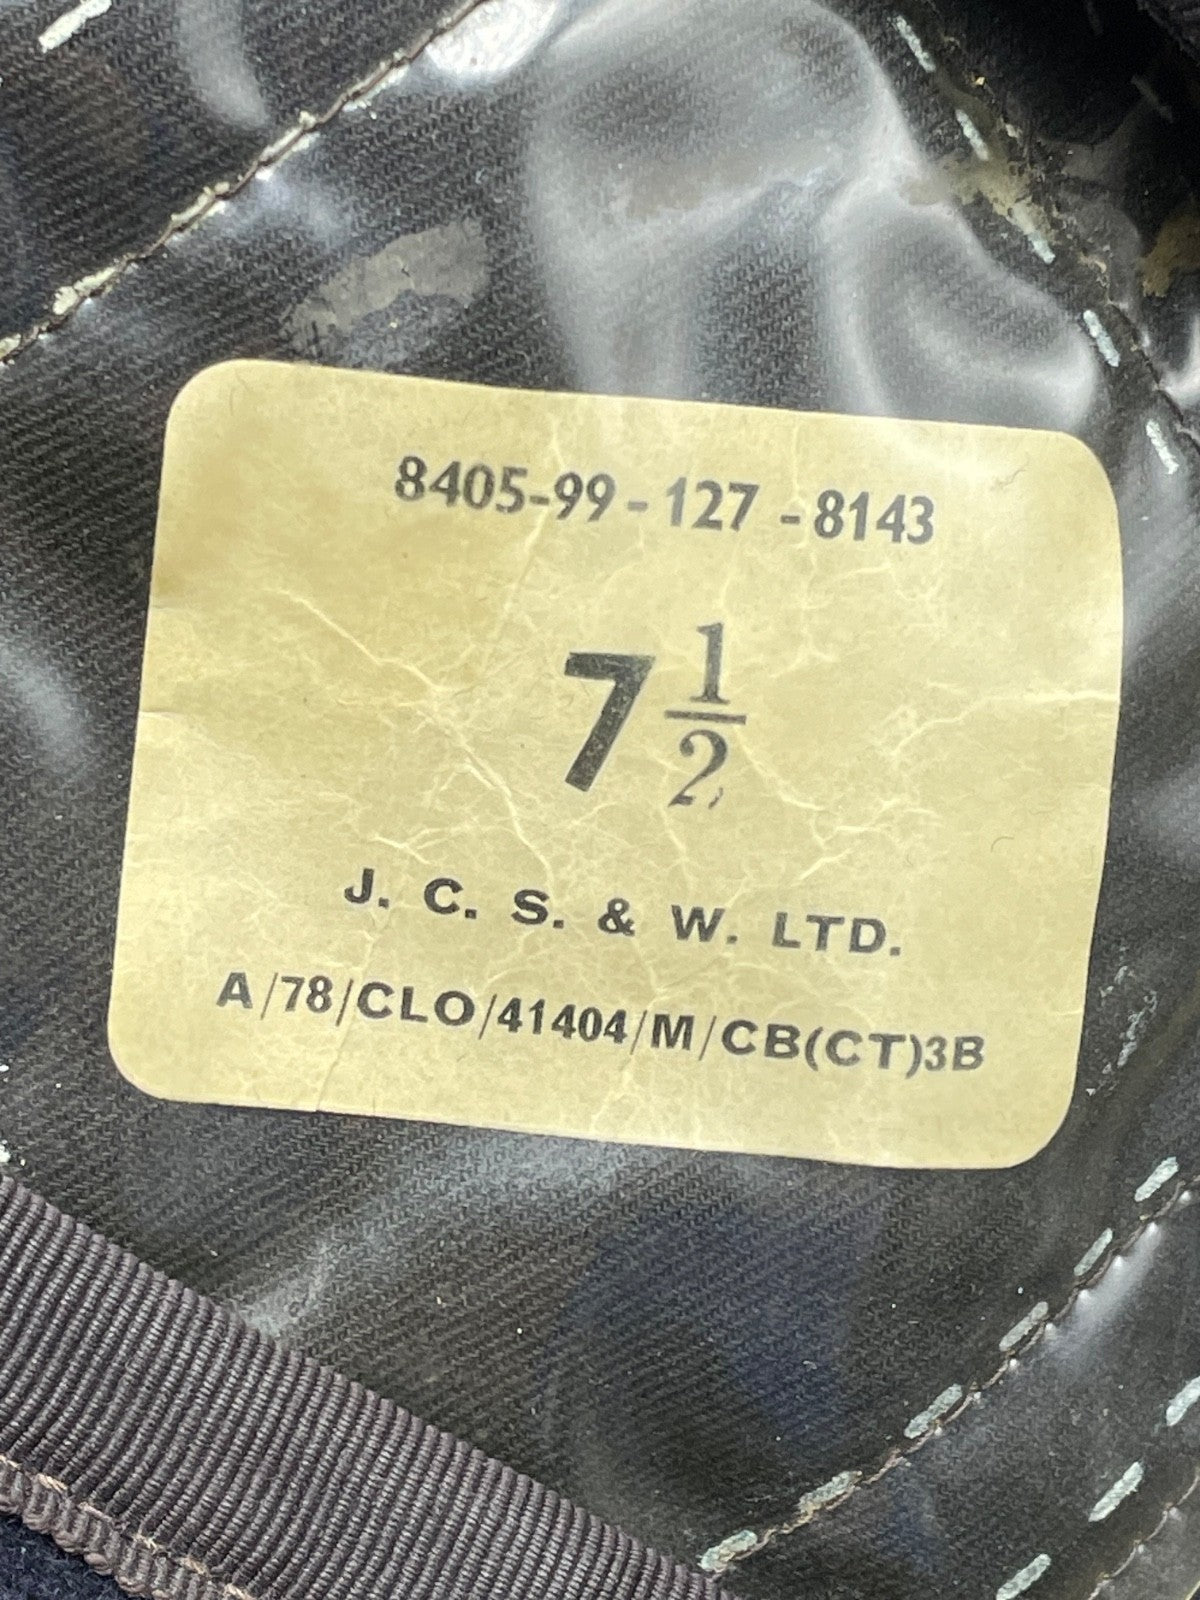 8405-99-127-8143
7 1/2
J. C. S. & W. LTD.
A/78/CLO/41404/M/CB(CT)3B